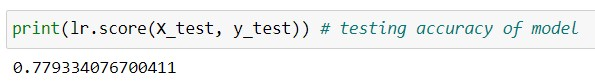 print(lr.score(X_test, y_test)) # testing accuracy of model
0.779334076700411